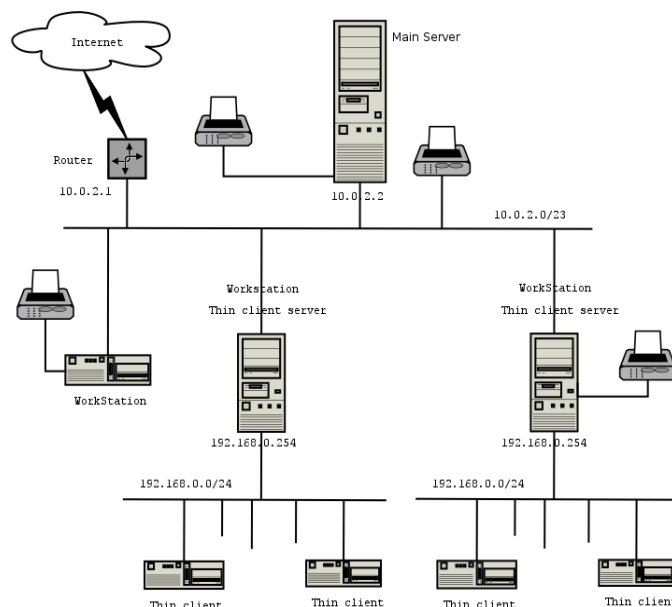 Internet
Main Server
Router
10.0.2.1
10.0.2.2
10.0.2.0/23
Workstation
Thin client server
WorkStation
Thin client server
WorkStation
192.168.0.254
192.168.0.254
192.168.0.0/24
192.168.0.0/24
Thin client
Thin client
Thin client
Thin client